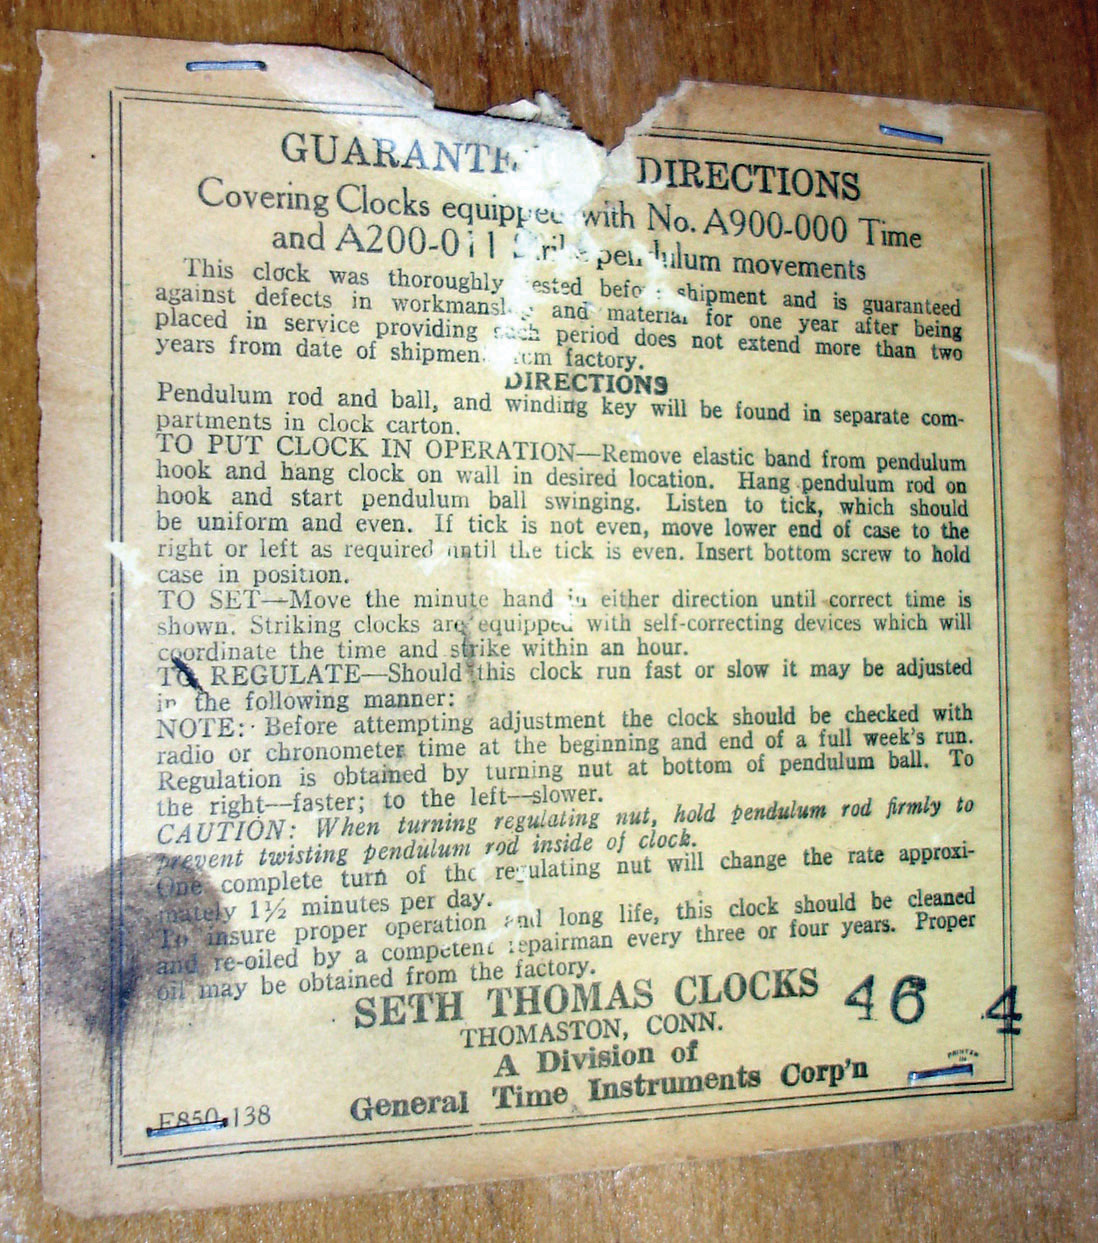 GUARANTE DIRECTIONS
Covering Clocks equipped with No. A900-000 Time
and A200-011 Strike pendulum movements
This clock was thoroughly tested before shipment and is guaranteed
against defects in workmanship and material for one year after being
placed in service providing such period does not extend more than two
years from date of shipment from factory.
DIRECTIONS
Pendulum rod and ball, and winding key will be found in separate com-
partments in clock carton.
TO PUT CLOCK IN OPERATION—Remove elastic band from pendulum
hook and hang clock on wall in desired location. Hang pendulum rod on
hook and start pendulum ball swinging. Listen to tick, which should
be uniform and even. If tick is not even, move lower end of case to the
right or left as required until the tick is even. Insert bottom screw to hold
case in position.
TO SET—Move the minute hand in either direction until correct time is
shown. Striking clocks are equipped with self-correcting devices which will
coordinate the time and strike within an hour.
TO REGULATE—Should this clock run fast or slow it may be adjusted
in the following manner:
NOTE: Before attempting adjustment the clock should be checked with
radio or chronometer time at the beginning and end of a full week's run.
Regulation is obtained by turning nut at bottom of pendulum ball. To
the right—faster; to the left—slower.
CAUTION: When turning regulating nut, hold pendulum rod firmly to
prevent twisting pendulum rod inside of clock.
One complete turn of the regulating nut will change the rate approxi-
mately 1½ minutes per day.
To insure proper operation and long life, this clock should be cleaned
and re-oiled by a competent repairman every three or four years. Proper
oil may be obtained from the factory.
SETH THOMAS CLOCKS 46 4
THOMASTON, CONN.
A Division of
General Time Instruments Corp'n
PRINTED
IN
E850.138